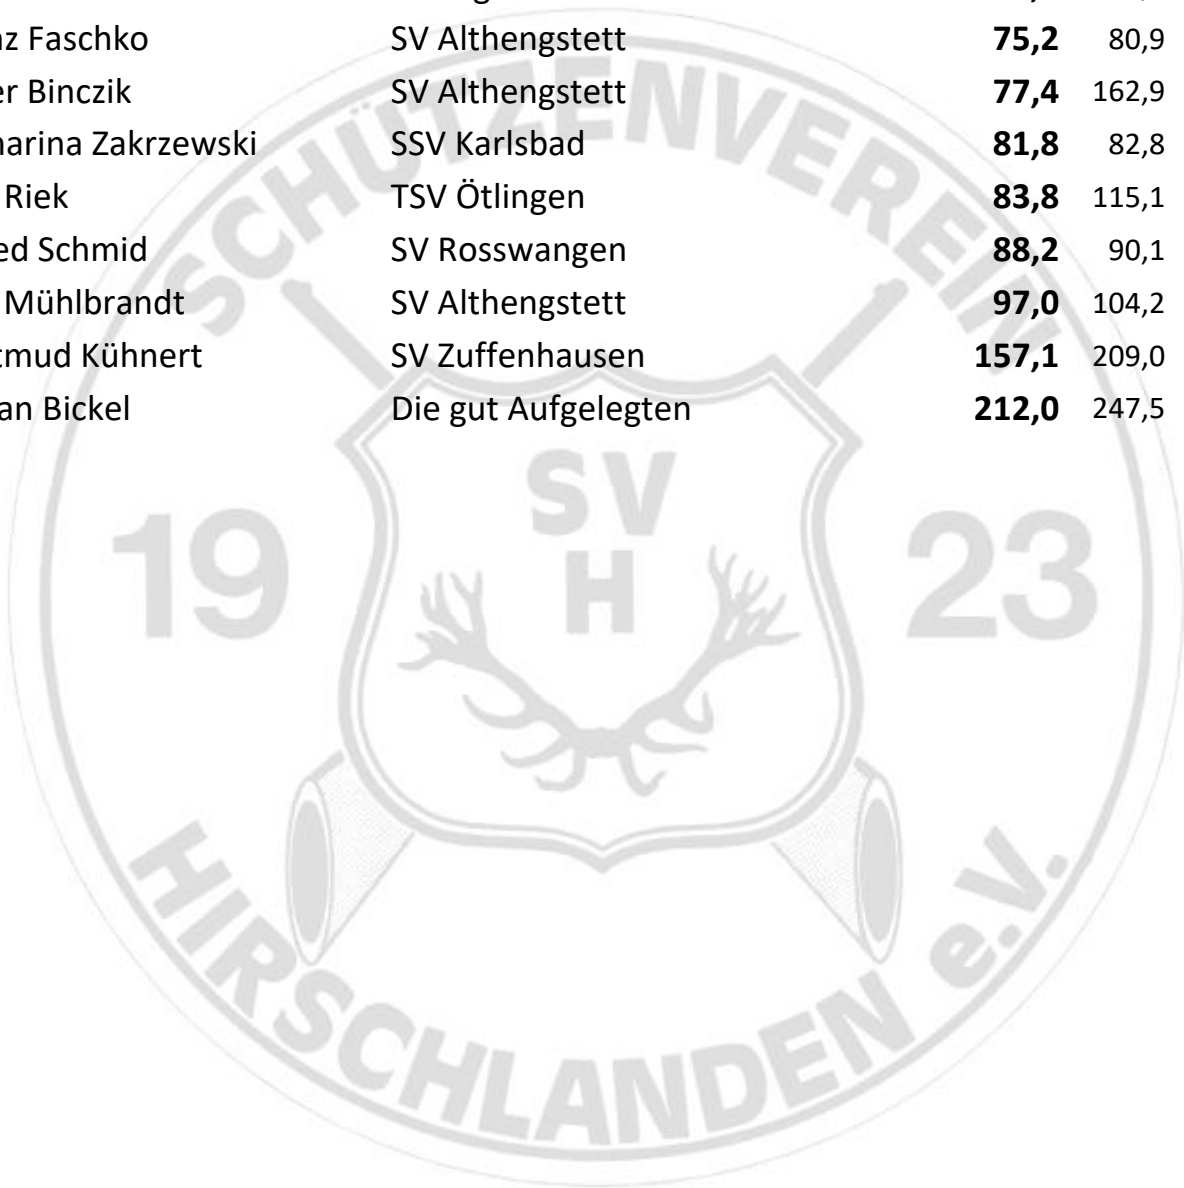 nz Faschko SV Althengstett 75,2 80,9
er Binczik SV Althengstett 77,4 162,9
harina Zakrzewski SSV Karlsbad 81,8 82,8
Riek TSV Ötlingen 83,8 115,1
ed Schmid SV Rosswangen 88,2 90,1
Mühlbrandt SV Althengstett 97,0 104,2
tmud Kühnert SV Zuffenhausen 157,1 209,0
an Bickel Die gut Aufgelegten 212,0 247,5
SCHÜTZENVEREIN
SV
H
19 23
HIRSCHLANDEN e.V.